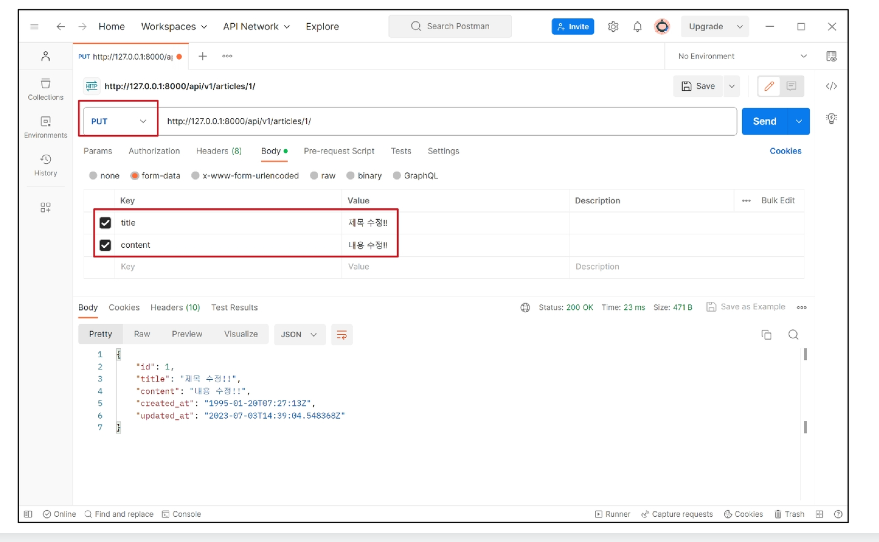 Home Workspaces API Network Explore Search Postman Invite Upgrade
PUT http://127.0.0.1:8000/a No Environment
HTTP http://127.0.0.1:8000/api/v1/articles/1/ Save
Collections
PUT http://127.0.0.1:8000/api/v1/articles/1/ Send
Environments
Params Authorization Headers (8) Body Pre-request Script Tests Settings Cookies
History
none form-data x-www-form-urlencoded raw binary GraphQL
Key Value Description Bulk Edit
title 제목 수정!!
content 내용 수정!!
Key Value Description
Body Cookies Headers (10) Test Results Status: 200 OK Time: 23 ms Size: 471 B Save as Example
Pretty Raw Preview Visualize JSON
1 {
2 "id": 1,
3 "title": "제목 수정!!",
4 "content": "내용 수정!!",
5 "created_at": "1995-01-20T07:27:13Z",
6 "updated_at": "2023-07-03T14:39:04.548368Z"
7 }
Online Find and replace Console Runner Capture requests Cookies Trash